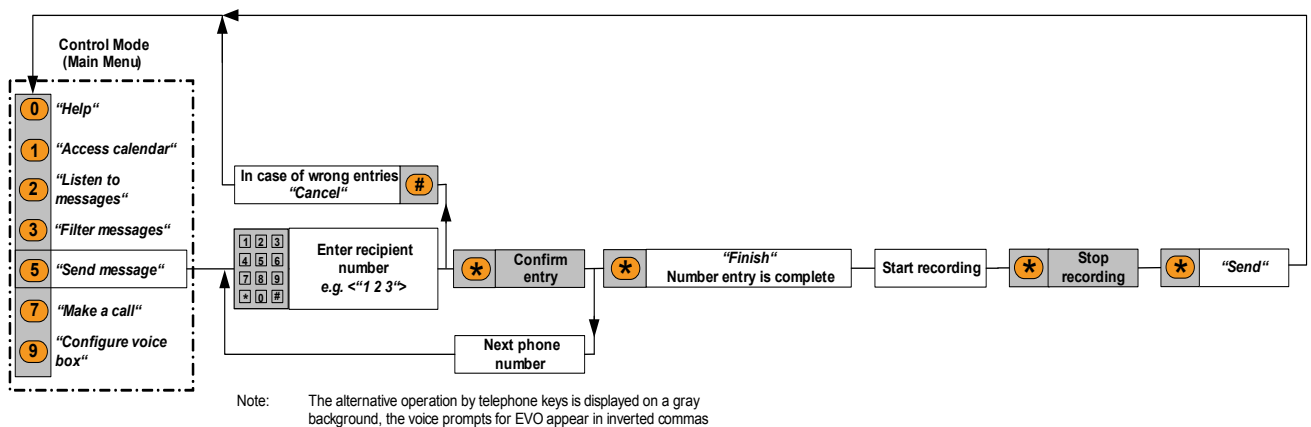 Control Mode
(Main Menu)
0 “Help“
1 “Access calendar“
2 “Listen to
messages“
3 “Filter messages“
5 “Send message“
7 “Make a call“
9 “Configure voice
box“
In case of wrong entries
“Cancel“
#
1 2 3
4 5 6
7 8 9
* 0 #
Enter recipient
number
e.g. <“1 2 3“>
* Confirm
entry
Next phone
number
* “Finish“
Number entry is complete
Start recording
* Stop
recording
* “Send“
Note: The alternative operation by telephone keys is displayed on a gray
background, the voice prompts for EVO appear in inverted commas